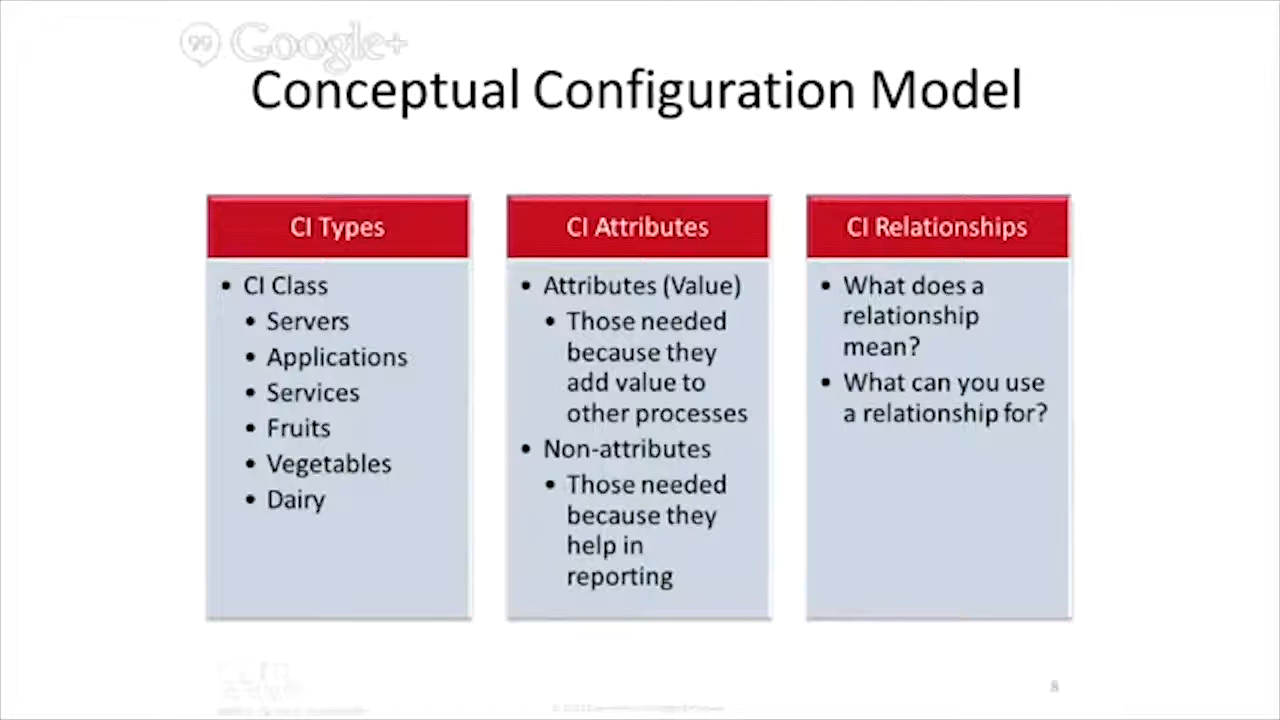 Google+
Conceptual Configuration Model
CI Types
• CI Class
• Servers
• Applications
• Services
• Fruits
• Vegetables
• Dairy
CI Attributes
• Attributes (Value)
• Those needed
because they
add value to
other processes
• Non-attributes
• Those needed
because they
help in
reporting
CI Relationships
• What does a
relationship
mean?
• What can you use
a relationship for?
8